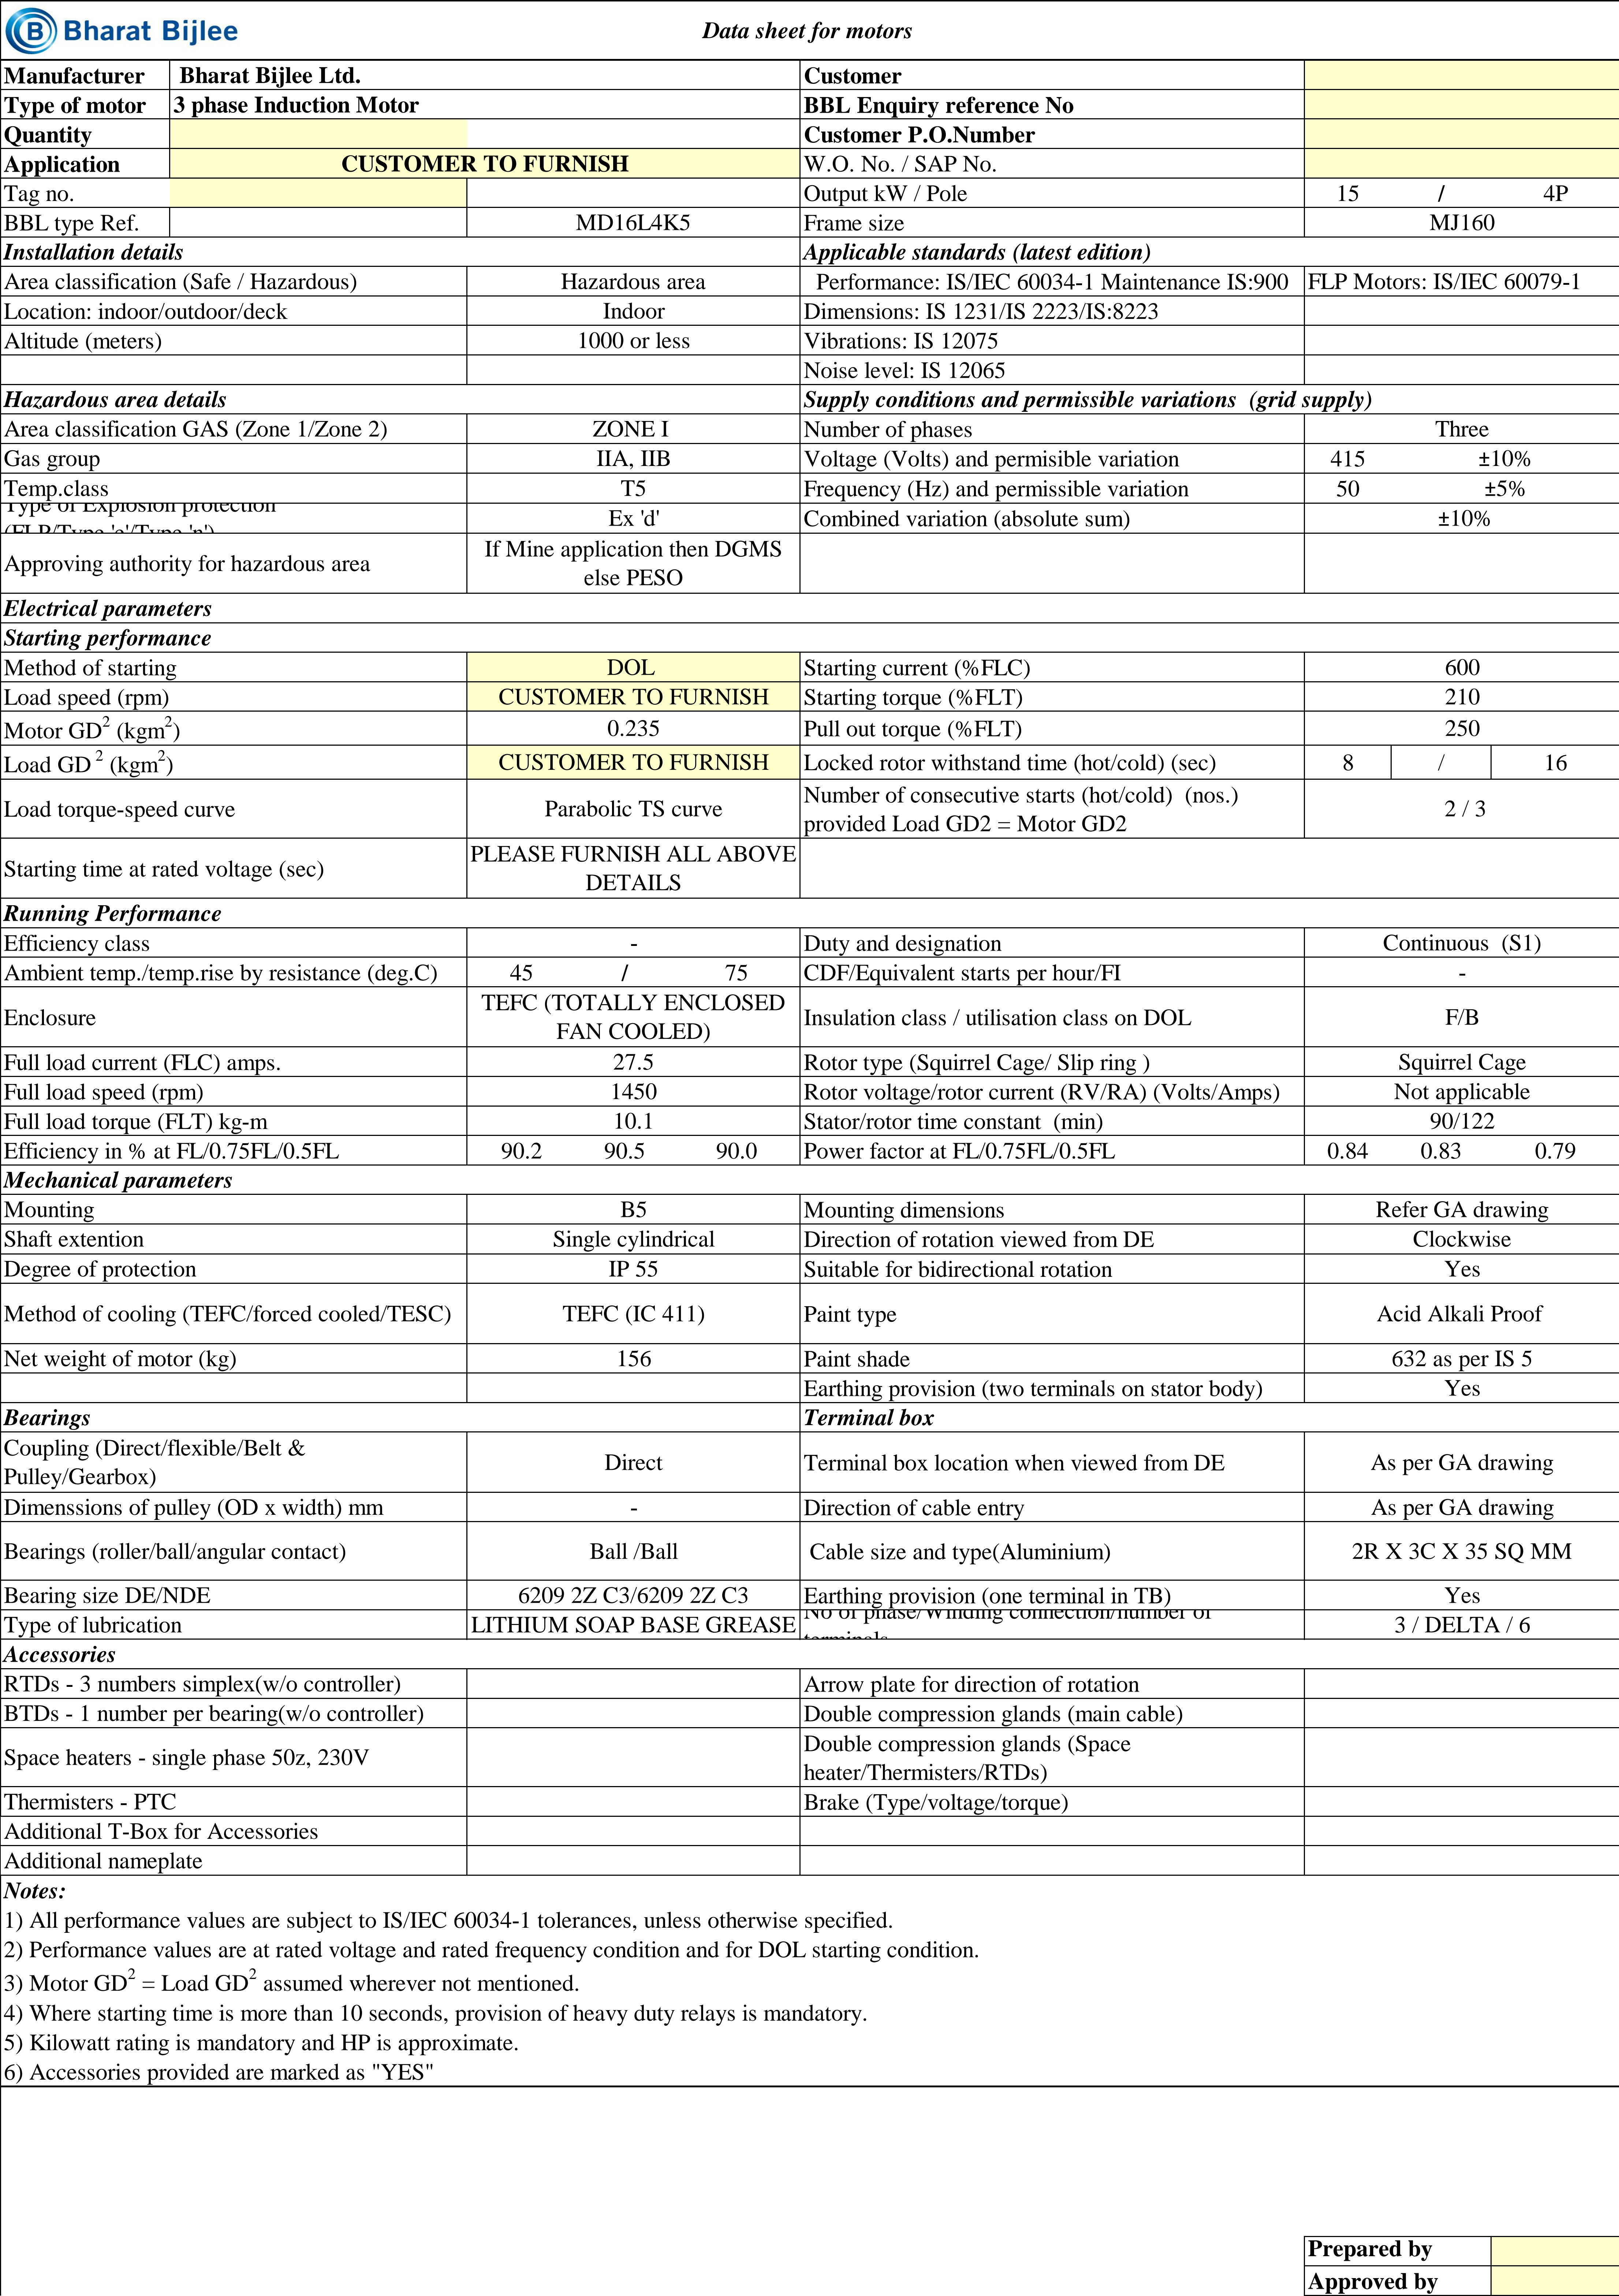 B Bharat Bijlee
Data sheet for motors
Manufacturer Bharat Bijlee Ltd. Customer
Type of motor 3 phase Induction Motor BBL Enquiry reference No
Quantity Customer P.O.Number
Application CUSTOMER TO FURNISH W.O. No. / SAP No.
Tag no. Output kW / Pole 15 / 4P
BBL type Ref. MD16L4K5 Frame size MJ160
Installation details Applicable standards (latest edition)
Area classification (Safe / Hazardous) Hazardous area Performance: IS/IEC 60034-1 Maintenance IS:900 FLP Motors: IS/IEC 60079-1
Location: indoor/outdoor/deck Indoor Dimensions: IS 1231/IS 2223/IS:8223
Altitude (meters) 1000 or less Vibrations: IS 12075
Noise level: IS 12065
Hazardous area details Supply conditions and permissible variations (grid supply)
Area classification GAS (Zone 1/Zone 2) ZONE I Number of phases Three
Gas group IIA, IIB Voltage (Volts) and permisible variation 415 ±10%
Temp.class T5 Frequency (Hz) and permissible variation 50 ±5%
Type of Explosion protection
(FLP/Type 'e'/Type 'n') Ex 'd' Combined variation (absolute sum) ±10%
Approving authority for hazardous area If Mine application then DGMS
else PESO
Electrical parameters
Starting performance
Method of starting DOL Starting current (%FLC) 600
Load speed (rpm) CUSTOMER TO FURNISH Starting torque (%FLT) 210
Motor GD² (kgm²) 0.235 Pull out torque (%FLT) 250
Load GD ² (kgm²) CUSTOMER TO FURNISH Locked rotor withstand time (hot/cold) (sec) 8 / 16
Load torque-speed curve Parabolic TS curve Number of consecutive starts (hot/cold) (nos.)
provided Load GD2 = Motor GD2 2 / 3
Starting time at rated voltage (sec) PLEASE FURNISH ALL ABOVE
DETAILS
Running Performance
Efficiency class - Duty and designation Continuous (S1)
Ambient temp./temp.rise by resistance (deg.C) 45 / 75 CDF/Equivalent starts per hour/FI -
Enclosure TEFC (TOTALLY ENCLOSED
FAN COOLED) Insulation class / utilisation class on DOL F/B
Full load current (FLC) amps. 27.5 Rotor type (Squirrel Cage/ Slip ring ) Squirrel Cage
Full load speed (rpm) 1450 Rotor voltage/rotor current (RV/RA) (Volts/Amps) Not applicable
Full load torque (FLT) kg-m 10.1 Stator/rotor time constant (min) 90/122
Efficiency in % at FL/0.75FL/0.5FL 90.2 90.5 90.0 Power factor at FL/0.75FL/0.5FL 0.84 0.83 0.79
Mechanical parameters
Mounting B5 Mounting dimensions Refer GA drawing
Shaft extention Single cylindrical Direction of rotation viewed from DE Clockwise
Degree of protection IP 55 Suitable for bidirectional rotation Yes
Method of cooling (TEFC/forced cooled/TESC) TEFC (IC 411) Paint type Acid Alkali Proof
Net weight of motor (kg) 156 Paint shade 632 as per IS 5
Earthing provision (two terminals on stator body) Yes
Bearings Terminal box
Coupling (Direct/flexible/Belt &
Pulley/Gearbox) Direct Terminal box location when viewed from DE As per GA drawing
Dimenssions of pulley (OD x width) mm - Direction of cable entry As per GA drawing
Bearings (roller/ball/angular contact) Ball /Ball Cable size and type(Aluminium) 2R X 3C X 35 SQ MM
Bearing size DE/NDE 6209 2Z C3/6209 2Z C3 Earthing provision (one terminal in TB) Yes
Type of lubrication LITHIUM SOAP BASE GREASE No of phase/Winding connection/number of
terminals 3 / DELTA / 6
Accessories
RTDs - 3 numbers simplex(w/o controller) Arrow plate for direction of rotation
BTDs - 1 number per bearing(w/o controller) Double compression glands (main cable)
Space heaters - single phase 50z, 230V Double compression glands (Space
heater/Thermisters/RTDs)
Thermisters - PTC Brake (Type/voltage/torque)
Additional T-Box for Accessories
Additional nameplate
Notes:
1) All performance values are subject to IS/IEC 60034-1 tolerances, unless otherwise specified.
2) Performance values are at rated voltage and rated frequency condition and for DOL starting condition.
3) Motor GD² = Load GD² assumed wherever not mentioned.
4) Where starting time is more than 10 seconds, provision of heavy duty relays is mandatory.
5) Kilowatt rating is mandatory and HP is approximate.
6) Accessories provided are marked as "YES"
Prepared by
Approved by